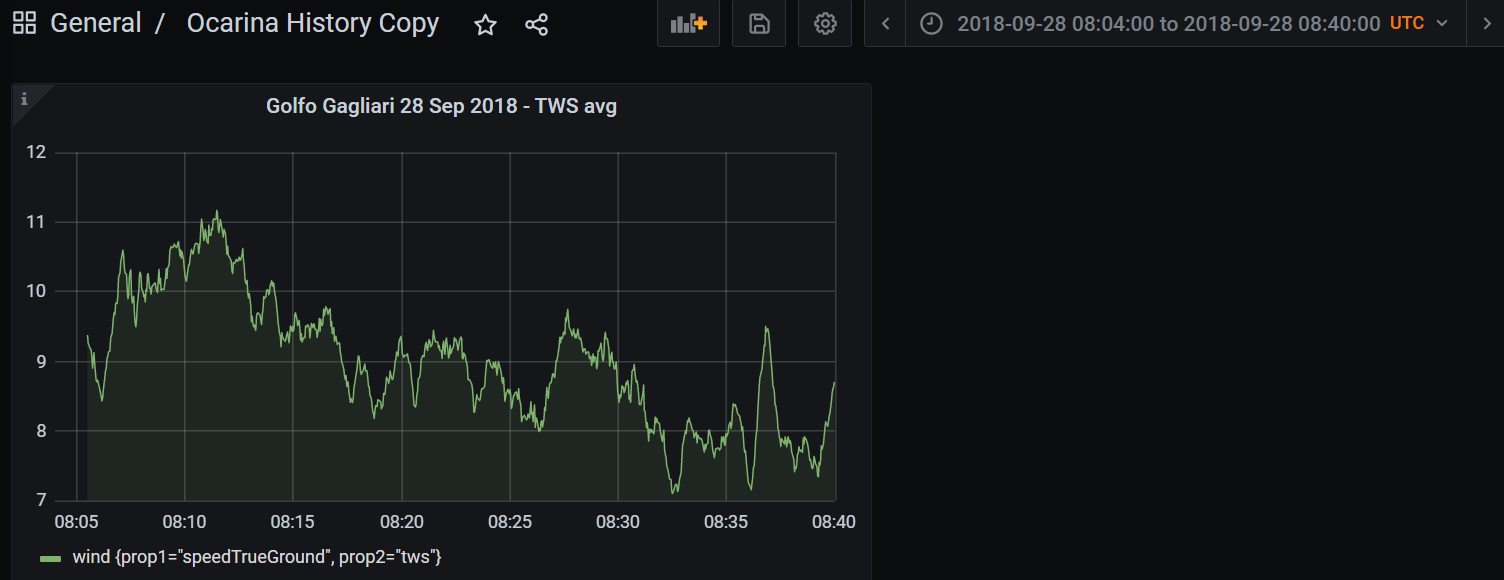 General / Ocarina History Copy 2018-09-28 08:04:00 to 2018-09-28 08:40:00 UTC
i
Golfo Gagliari 28 Sep 2018 - TWS avg
12
11
10
9
8
7
08:05 08:10 08:15 08:20 08:25 08:30 08:35 08:40
wind {prop1="speedTrueGround", prop2="tws"}